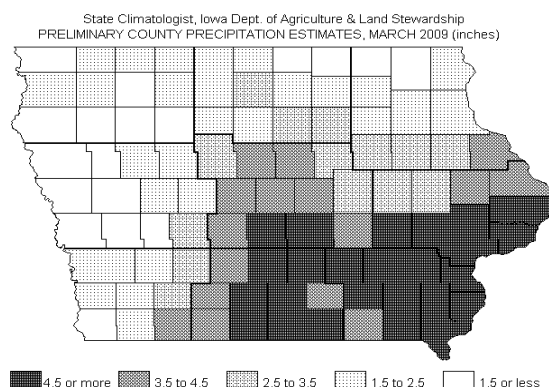 State Climatologist, Iowa Dept. of Agriculture & Land Stewardship
PRELIMINARY COUNTY PRECIPITATION ESTIMATES, MARCH 2009 (inches)
4.5 or more 3.5 to 4.5 2.5 to 3.5 1.5 to 2.5 1.5 or less